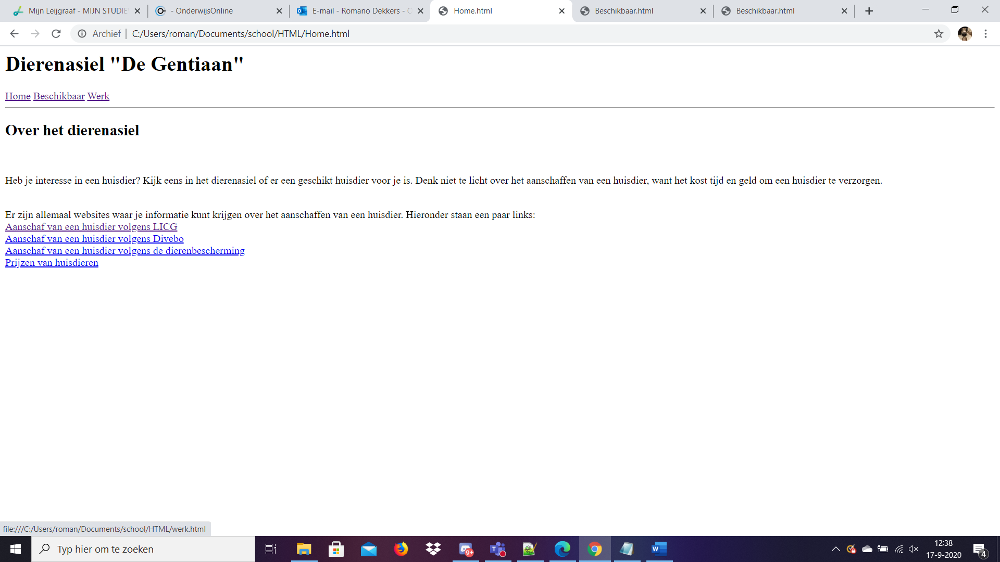 Mijn Leijgraaf - MIJN STUDIE
- OnderwijsOnline
E-mail - Romano Dekkers - O
Home.html
Beschikbaar.html
Beschikbaar.html
Archief | C:/Users/roman/Documents/school/HTML/Home.html
Dierenasiel "De Gentiaan"
Home Beschikbaar Werk
Over het dierenasiel
Heb je interesse in een huisdier? Kijk eens in het dierenasiel of er een geschikt huisdier voor je is. Denk niet te licht over het aanschaffen van een huisdier, want het kost tijd en geld om een huisdier te verzorgen.
Er zijn allemaal websites waar je informatie kunt krijgen over het aanschaffen van een huisdier. Hieronder staan een paar links:
Aanschaf van een huisdier volgens LICG
Aanschaf van een huisdier volgens Divebo
Aanschaf van een huisdier volgens de dierenbescherming
Prijzen van huisdieren
file:///C:/Users/roman/Documents/school/HTML/werk.html
Typ hier om te zoeken
9+
12:38
17-9-2020
4